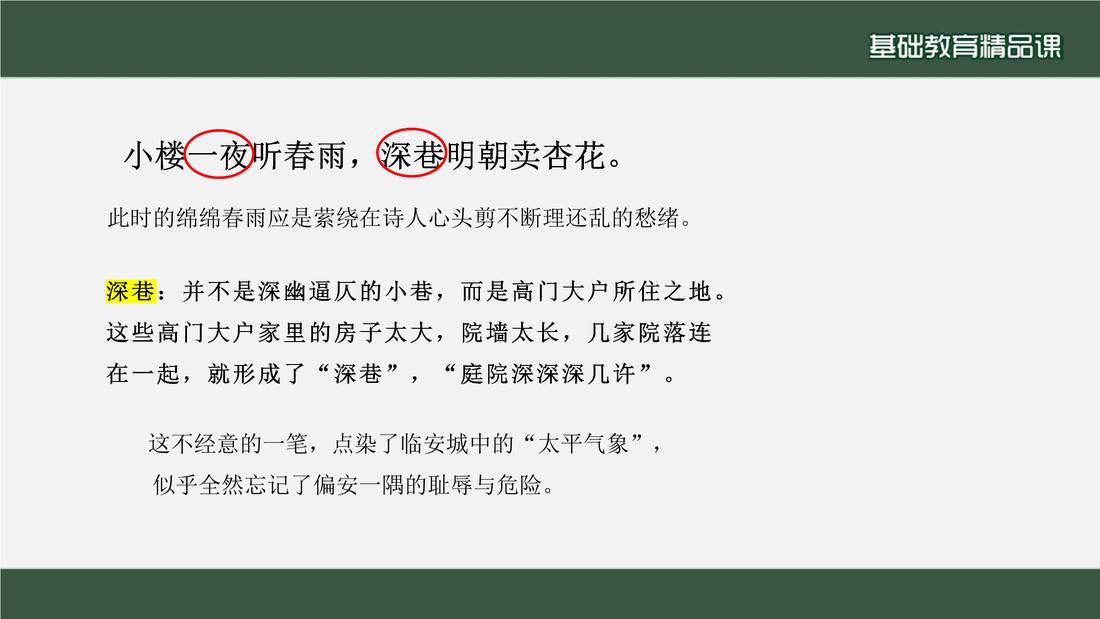 基础教育精品课
小楼一夜听春雨，深巷明朝卖杏花。
此时的绵绵春雨应是萦绕在诗人心头剪不断理还乱的愁绪。
深巷：并不是深幽逼仄的小巷，而是高门大户所住之地。
这些高门大户家里的房子太大，院墙太长，几家院落连
在一起，就形成了“深巷”，“庭院深深深几许”。
这不经意的一笔，点染了临安城中的“太平气象”，
似乎全然忘记了偏安一隅的耻辱与危险。